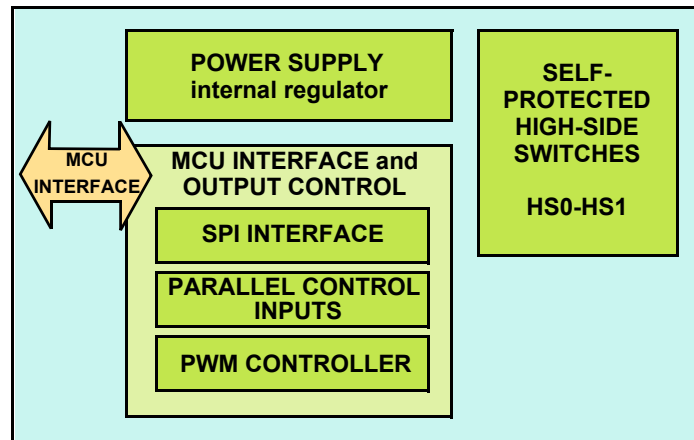 POWER SUPPLY
internal regulator
SELF-
PROTECTED
HIGH-SIDE
SWITCHES
HS0-HS1
MCU
INTERFACE
MCU INTERFACE and
OUTPUT CONTROL
SPI INTERFACE
PARALLEL CONTROL
INPUTS
PWM CONTROLLER